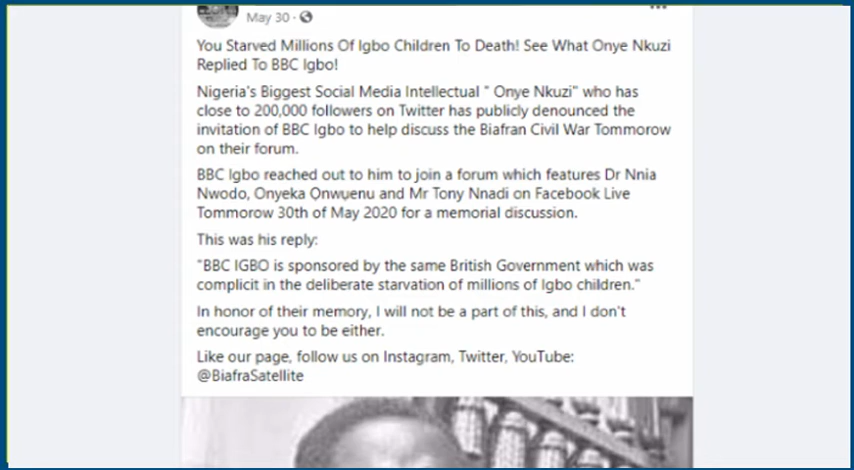 May 30 ·
You Starved Millions Of Igbo Children To Death! See What Onye Nkuzi
Replied To BBC Igbo!
Nigeria's Biggest Social Media Intellectual " Onye Nkuzi" who has
close to 200,000 followers on Twitter has publicly denounced the
invitation of BBC Igbo to help discuss the Biafran Civil War Tommorow
on their forum.
BBC Igbo reached out to him to join a forum which features Dr Nnia
Nwodo, Onyeka Ọnwụenu and Mr Tony Nnadi on Facebook Live
Tommorow 30th of May 2020 for a memorial discussion.
This was his reply:
"BBC IGBO is sponsored by the same British Government which was
complicit in the deliberate starvation of millions of Igbo children."
In honor of their memory, I will not be a part of this, and I don't
encourage you to be either.
Like our page, follow us on Instagram, Twitter, YouTube:
@BiafraSatellite